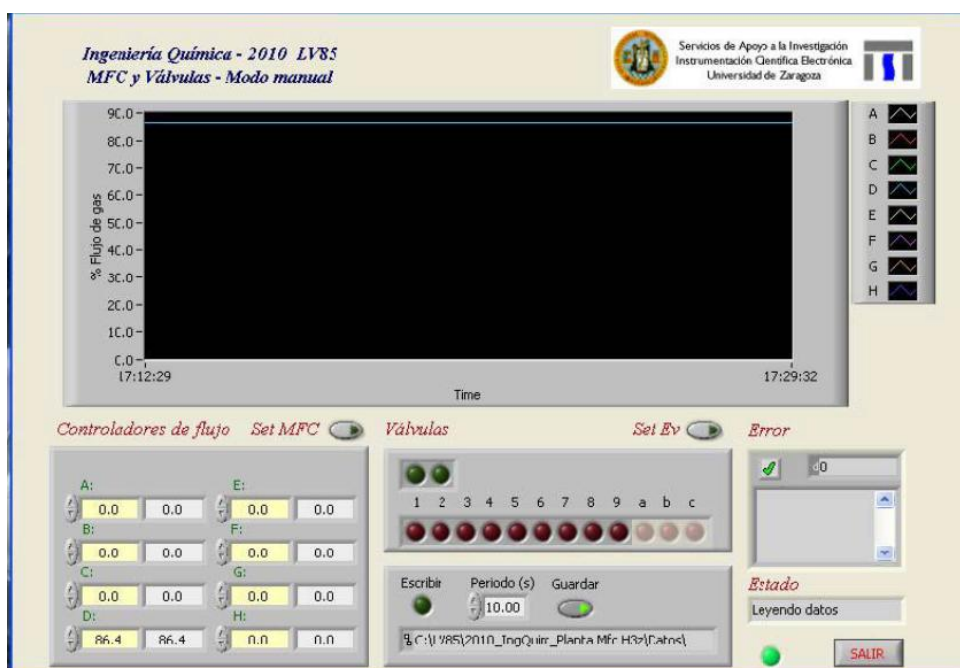 Ingeniería Química - 2010 LV85
MFC y Válvulas - Modo manual
Servicios de Apoyo a la Investigación
Instrumentación Científica Electrónica
Universidad de Zaragoza
% Flujo de gas
90.0
80.0
70.0
60.0
50.0
40.0
30.0
20.0
10.0
0.0
17:12:29
17:29:32
Time
A
B
C
D
E
F
G
H
Controladores de flujo Set MFC
A: E:
0.0 0.0 0.0 0.0
B: F:
0.0 0.0 0.0 0.0
C: G:
0.0 0.0 0.0 0.0
D: H:
86.4 86.4 0.0 0.0
Válvulas Set Ev
1 2 3 4 5 6 7 8 9 a b c
Escribir Periodo (s) Guardar
10.00
C:\LV85\2010_IngQuim_Planta Mfc H3z\Datos\
Error
d0
Estado
Leyendo datos
SALIR